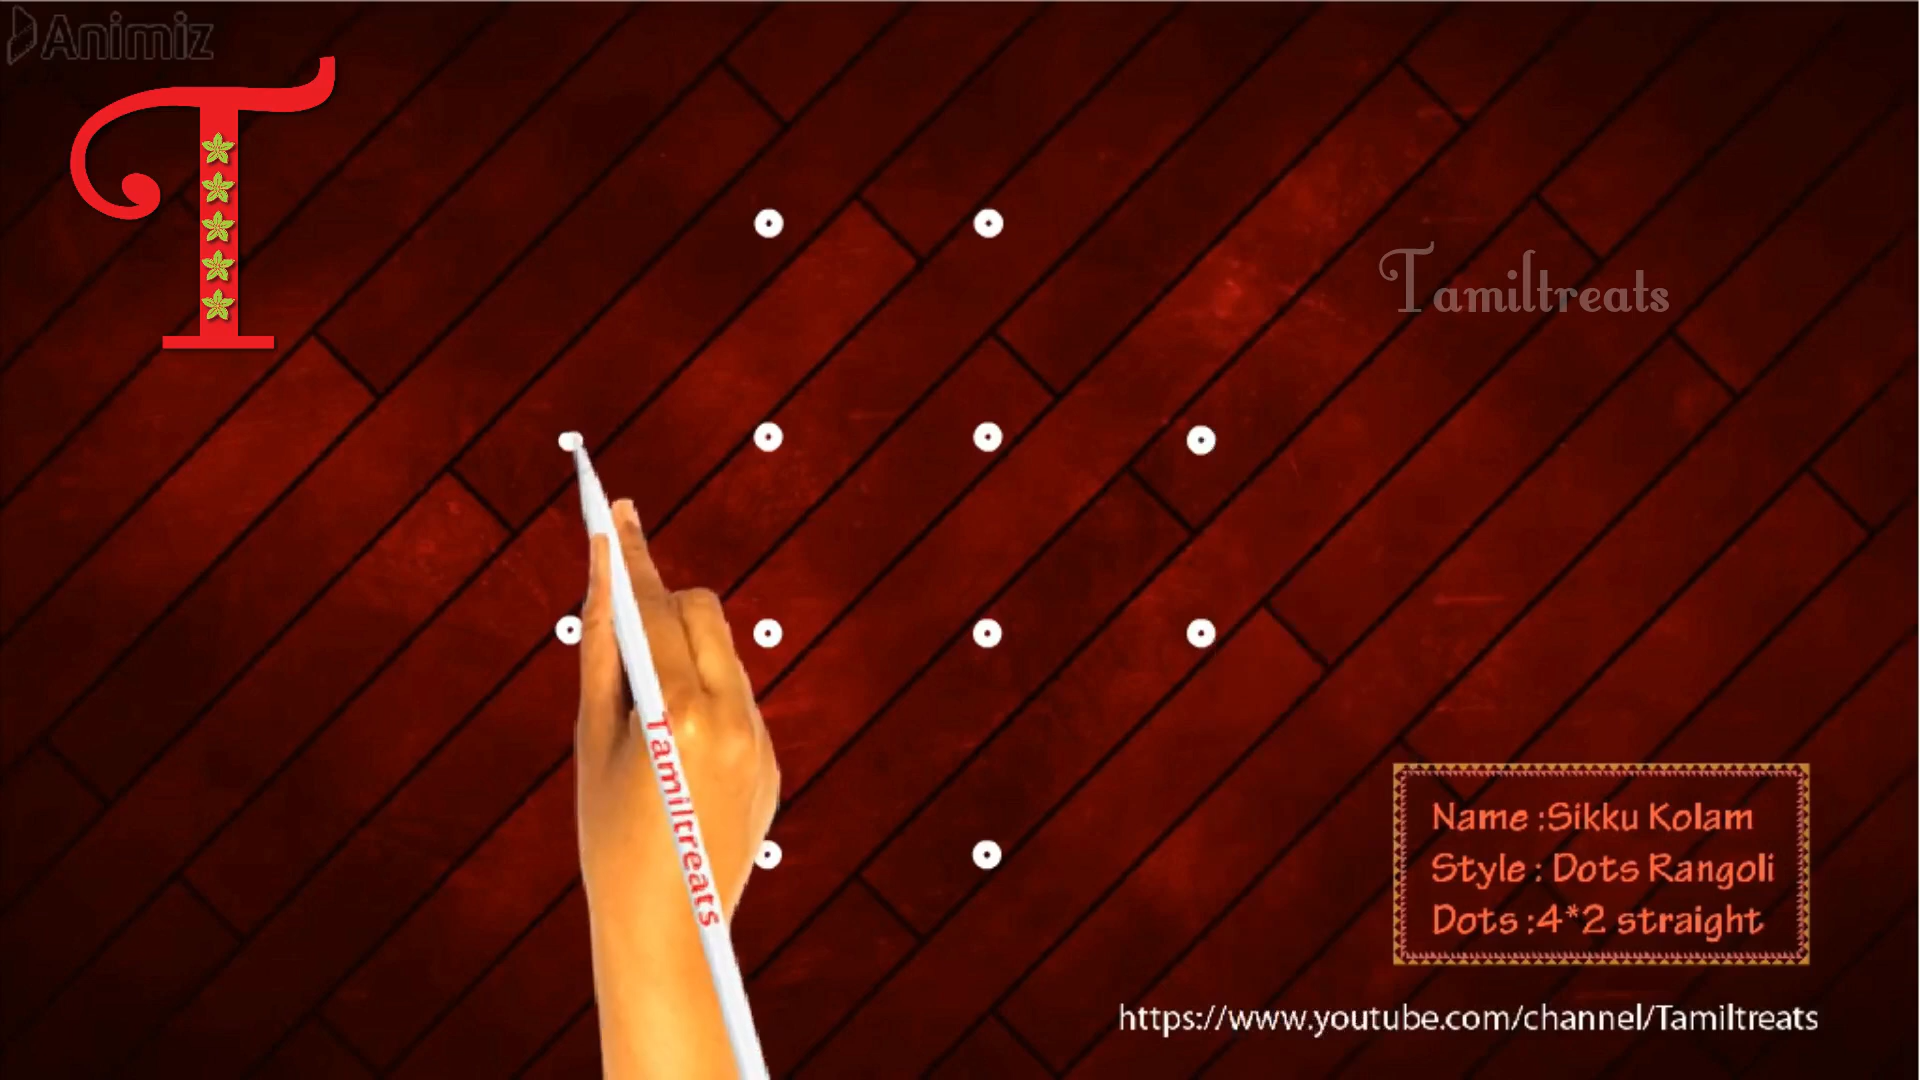 Animiz
T
Tamiltreats
Tamiltreats
Name :Sikku Kolam
Style : Dots Rangoli
Dots :4*2 straight
https://www.youtube.com/channel/Tamiltreats